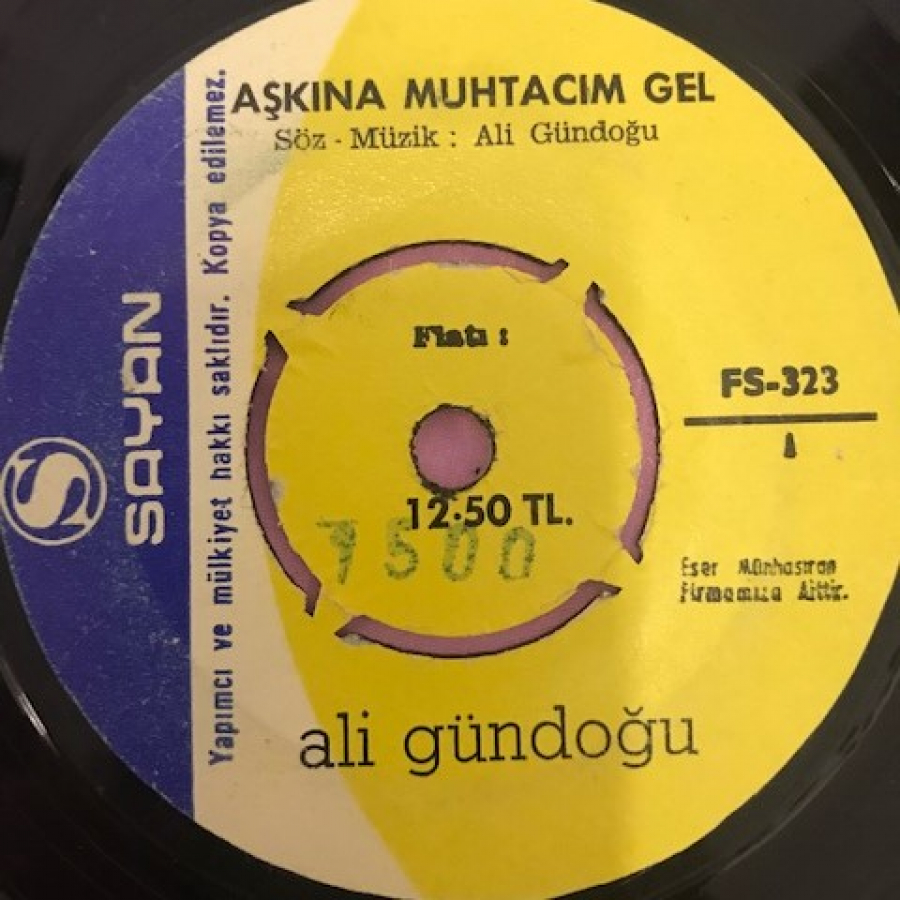 AŞKINA MUHTACIM GEL
Söz - Müzik : Ali Gündoğu
Yapımcı ve mülkiyet hakkı saklıdır. Kopya edilemez.
S
SAYAN
Fiatı :
FS-323
A
12.50 TL.
1500
Eser Münhasıran
Firmamıza Aittir.
ali gündoğu